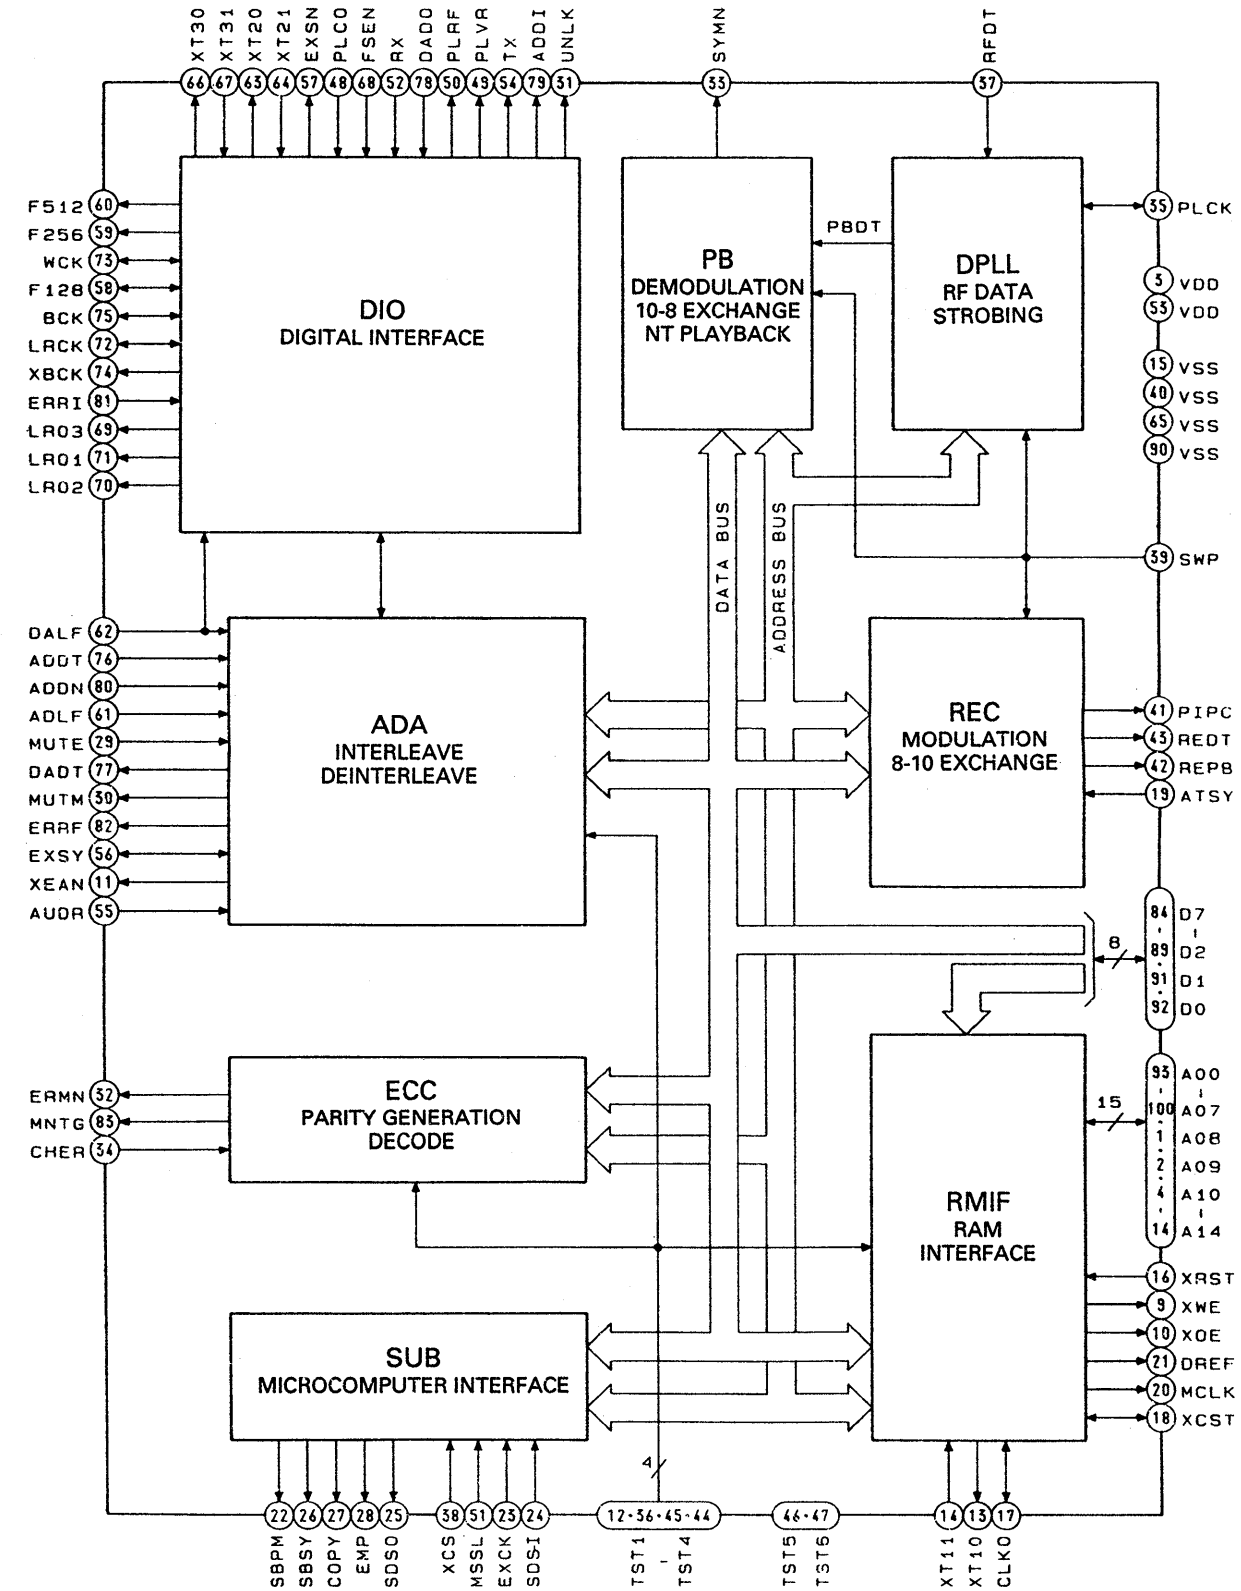 XT30 XT31 XT20 XT21 EXSN PLCO FSEN RX DADO PLRF PLVR TX ADDI UNLK SYMN RFDT
66 67 63 64 57 48 68 52 78 50 49 54 79 31 33 37
F512 60
F256 59
WCK 73
F128 58
BCK 75
LRCK 72
XBCK 74
ERRI 81
LR03 69
LR01 71
LR02 70
DIO
DIGITAL INTERFACE
PB
DEMODULATION
10-8 EXCHANGE
NT PLAYBACK
PBDT
DPLL
RF DATA
STROBING
35 PLCK
3 VDD
53 VDD
15 VSS
40 VSS
65 VSS
90 VSS
39 SWP
DATA BUS
ADDRESS BUS
DALF 62
ADDT 76
ADDN 80
ADLF 61
MUTE 29
DADT 77
MUTM 30
ERRF 82
EXSY 56
XEAN 11
AUDR 55
ADA
INTERLEAVE
DEINTERLEAVE
REC
MODULATION
8-10 EXCHANGE
41 PIPC
43 REDT
42 REPB
19 ATSY
8
84 D7
89 D2
91 D1
92 D0
ERMN 32
MNTG 83
CHER 34
ECC
PARITY GENERATION
DECODE
15
93 A00
100 A07
1 A08
2 A09
4 A10
14 A14
RMIF
RAM
INTERFACE
16 XRST
9 XWE
10 XOE
21 DREF
20 MCLK
18 XCST
SUB
MICROCOMPUTER INTERFACE
4
22 26 27 28 25 38 51 23 24 12·36·45·44 46·47 14 13 17
SBPM SBSY COPY EMP SDSO XCS MSSL EXCK SDSI TST1 TST4 TST5 TST6 XT11 XT10 CLKO